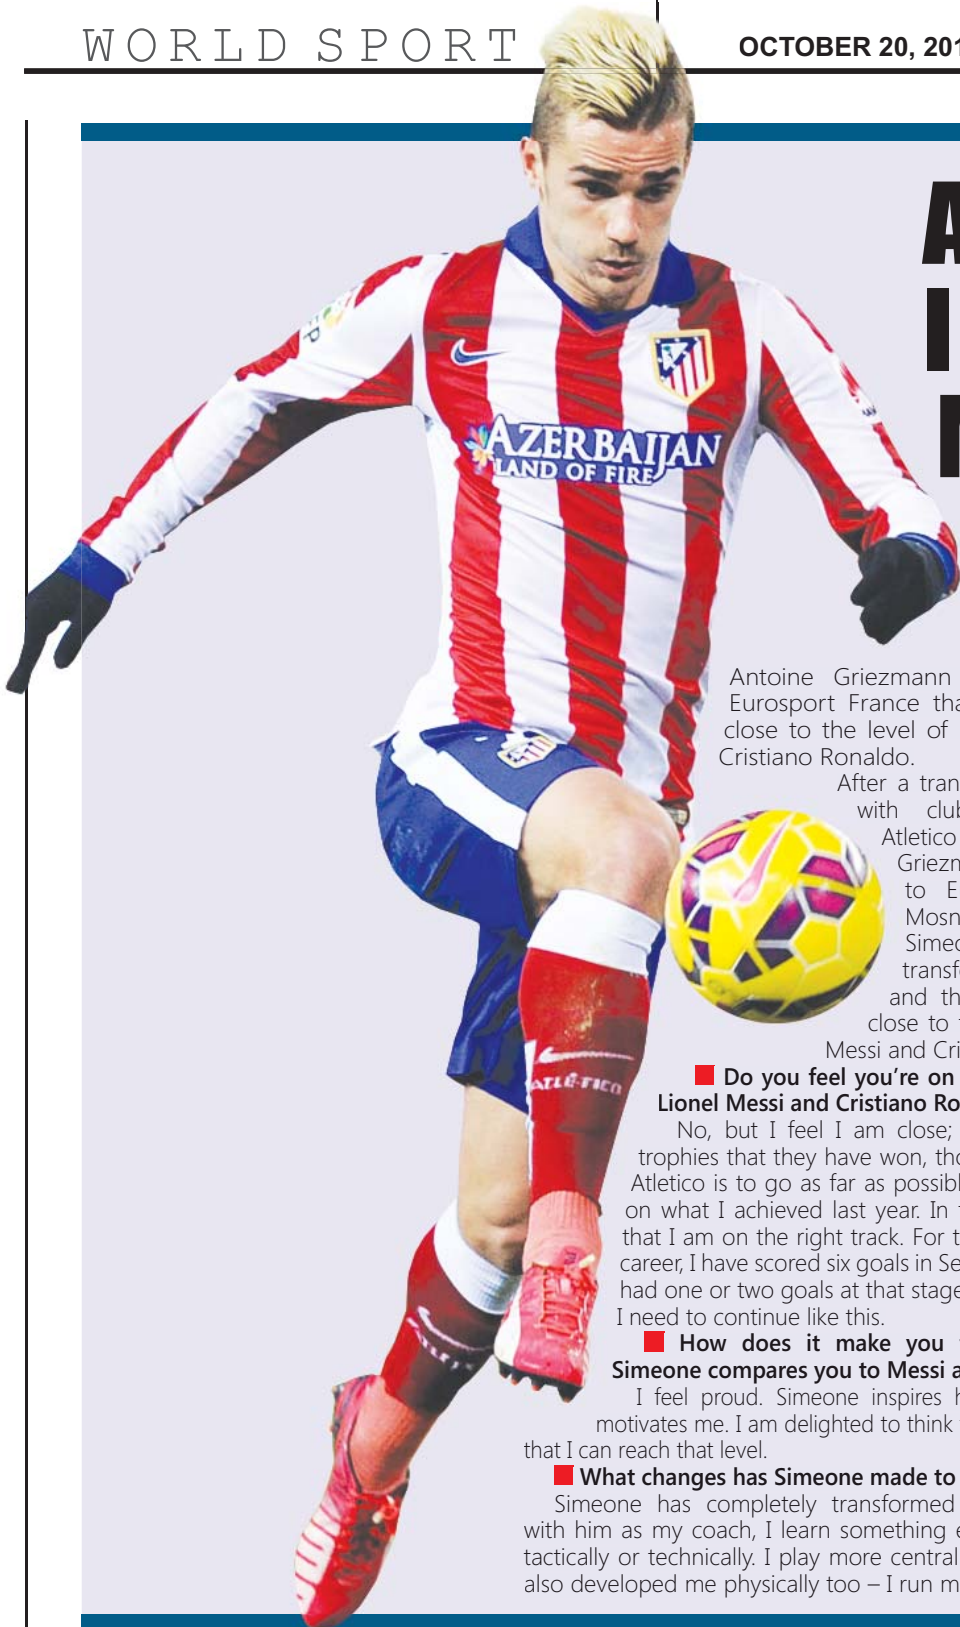 WORLD SPORT
OCTOBER 20, 201
A
I
AZERBAIJAN
LAND OF FIRE
Antoine Griezmann
Eurosport France tha
close to the level of
Cristiano Ronaldo.
After a tran
with club
Atletico
Griezm
to E
Mosn
Simeo
transf
and th
close to t
Messi and Cri
Do you feel you're on
Lionel Messi and Cristiano Ro
No, but I feel I am close;
trophies that they have won, tho
Atletico is to go as far as possibl
on what I achieved last year. In t
that I am on the right track. For t
career, I have scored six goals in Se
had one or two goals at that stage
I need to continue like this.
How does it make you
Simeone compares you to Messi a
I feel proud. Simeone inspires h
motivates me. I am delighted to think
that I can reach that level.
What changes has Simeone made to
Simeone has completely transformed
with him as my coach, I learn something e
tactically or technically. I play more central
also developed me physically too – I run m
ATLÉTICO